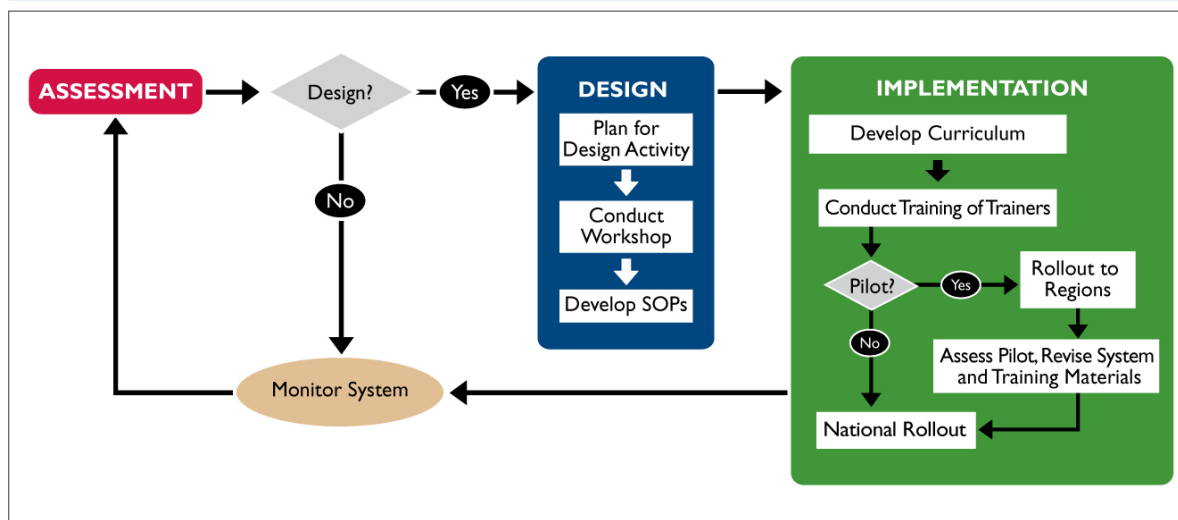 ASSESSMENT
Design?
Yes
No
Monitor System
DESIGN
Plan for
Design Activity
Conduct
Workshop
Develop SOPs
IMPLEMENTATION
Develop Curriculum
Conduct Training of Trainers
Pilot?
Yes
Rollout to
Regions
No
Assess Pilot, Revise System
and Training Materials
National Rollout